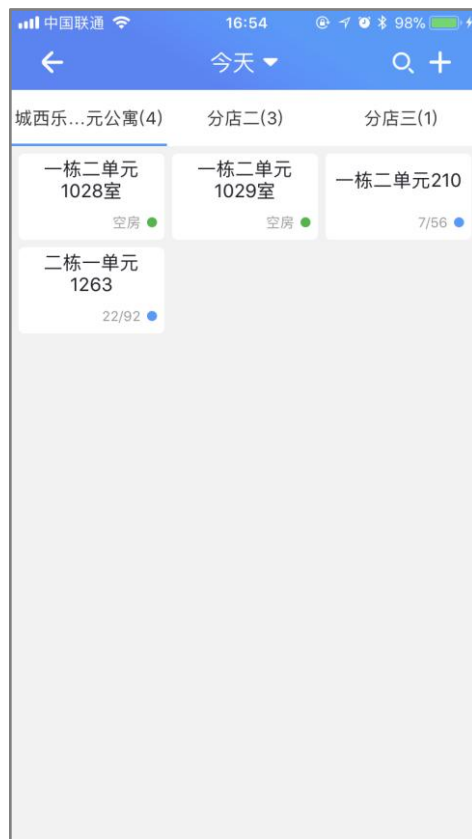 中国联通 16:54 98%
今天
城西乐...元公寓(4) 分店二(3) 分店三(1)
一栋二单元
1028室
空房
一栋二单元
1029室
空房
一栋二单元210
7/56
二栋一单元
1263
22/92